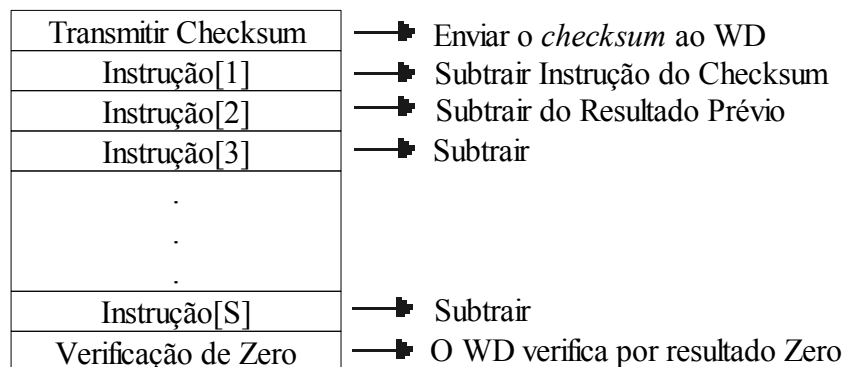 Transmitir Checksum Enviar o checksum ao WD
Instrução[1] Subtrair Instrução do Checksum
Instrução[2] Subtrair do Resultado Prévio
Instrução[3] Subtrair
.
.
.
Instrução[S] Subtrair
Verificação de Zero O WD verifica por resultado Zero